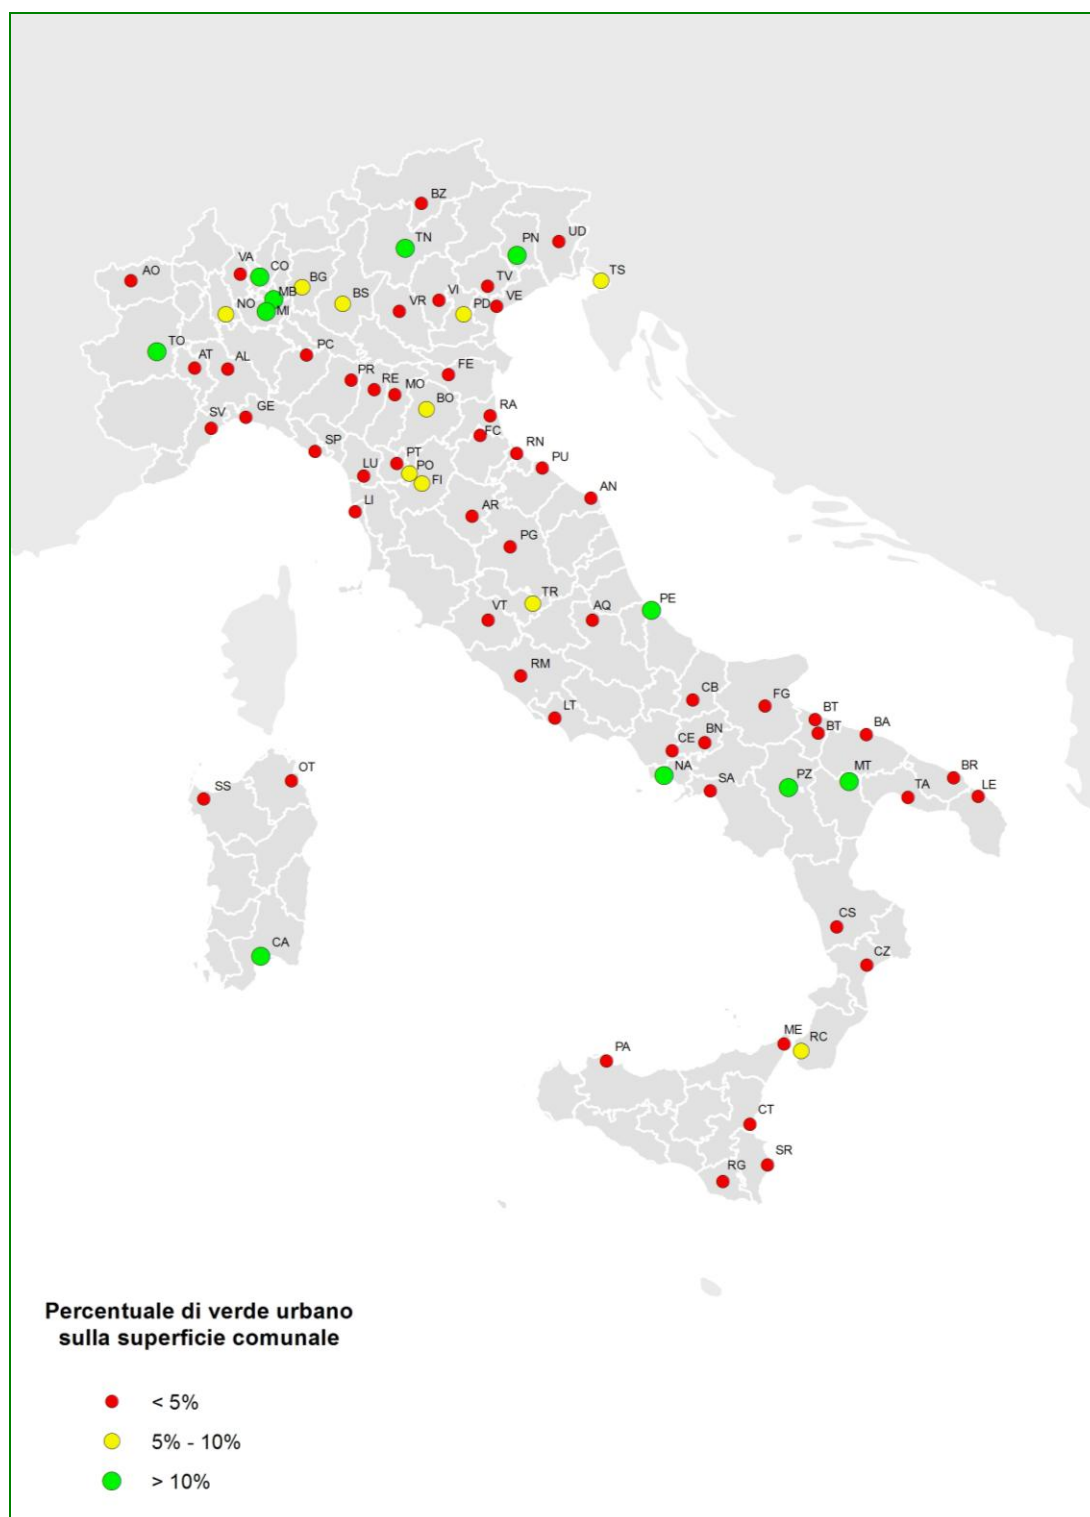 BZ
TN
PN
UD
VA
CO
AO
BG
TS
MB
BS
TV
VI
VE
NO
MI
VR
PD
TO
AT
AL
PC
FE
PR
RE
MO
BO
SV
GE
RA
FC
SP
RN
PT
LU
PO
PU
FI
LI
AN
AR
PG
TR
PE
VT
AQ
RM
CB
FG
LT
BT
BT
BA
BN
CE
NA
OT
PZ
MT
BR
SS
SA
TA
LE
CS
CA
CZ
ME
RC
PA
CT
SR
RG
Percentuale di verde urbano
sulla superficie comunale
< 5%
5% - 10%
> 10%